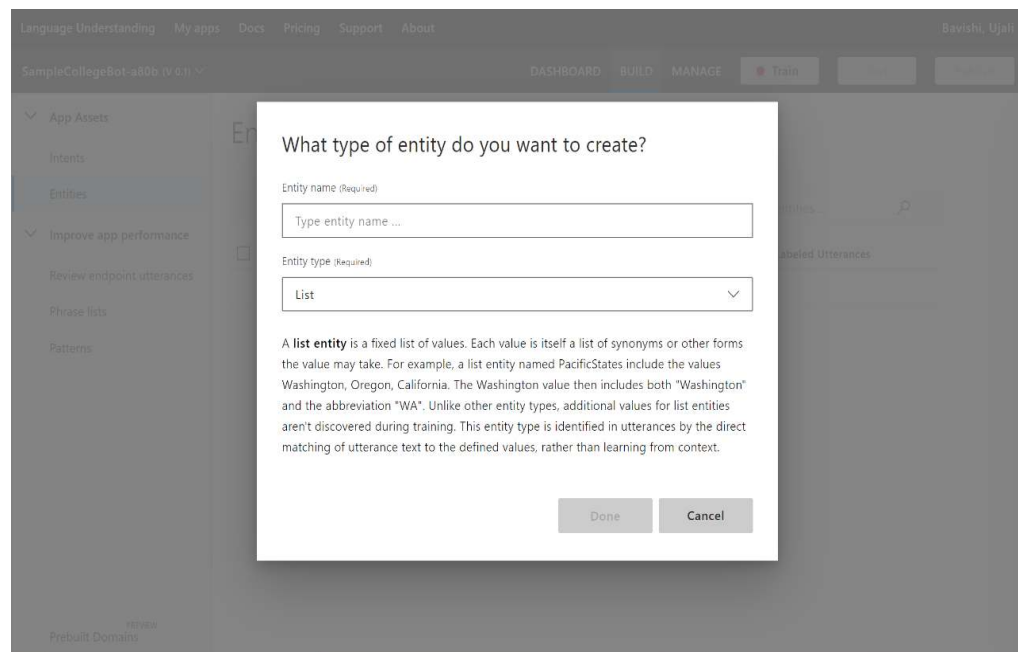 Language Understanding My apps Docs Pricing Support About Bavishi, Ujali
SampleCollegeBot-a80b (V 0.1) DASHBOARD BUILD MANAGE Train
App Assets
Intents
Entities
Improve app performance
Review endpoint utterances
Phrase lists
Patterns
Labeled Utterances
What type of entity do you want to create?
Entity name (Required)
Type entity name ...
Entity type (Required)
List
A list entity is a fixed list of values. Each value is itself a list of synonyms or other forms
the value may take. For example, a list entity named PacificStates include the values
Washington, Oregon, California. The Washington value then includes both "Washington"
and the abbreviation "WA". Unlike other entity types, additional values for list entities
aren't discovered during training. This entity type is identified in utterances by the direct
matching of utterance text to the defined values, rather than learning from context.
Done Cancel
PREVIEW
Prebuilt Domains